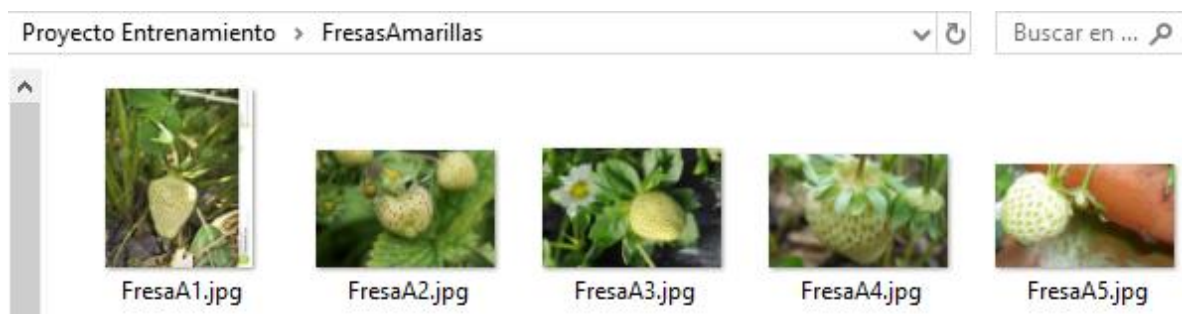 Proyecto Entrenamiento > FresasAmarillas Buscar en ...
FresaA1.jpg FresaA2.jpg FresaA3.jpg FresaA4.jpg FresaA5.jpg